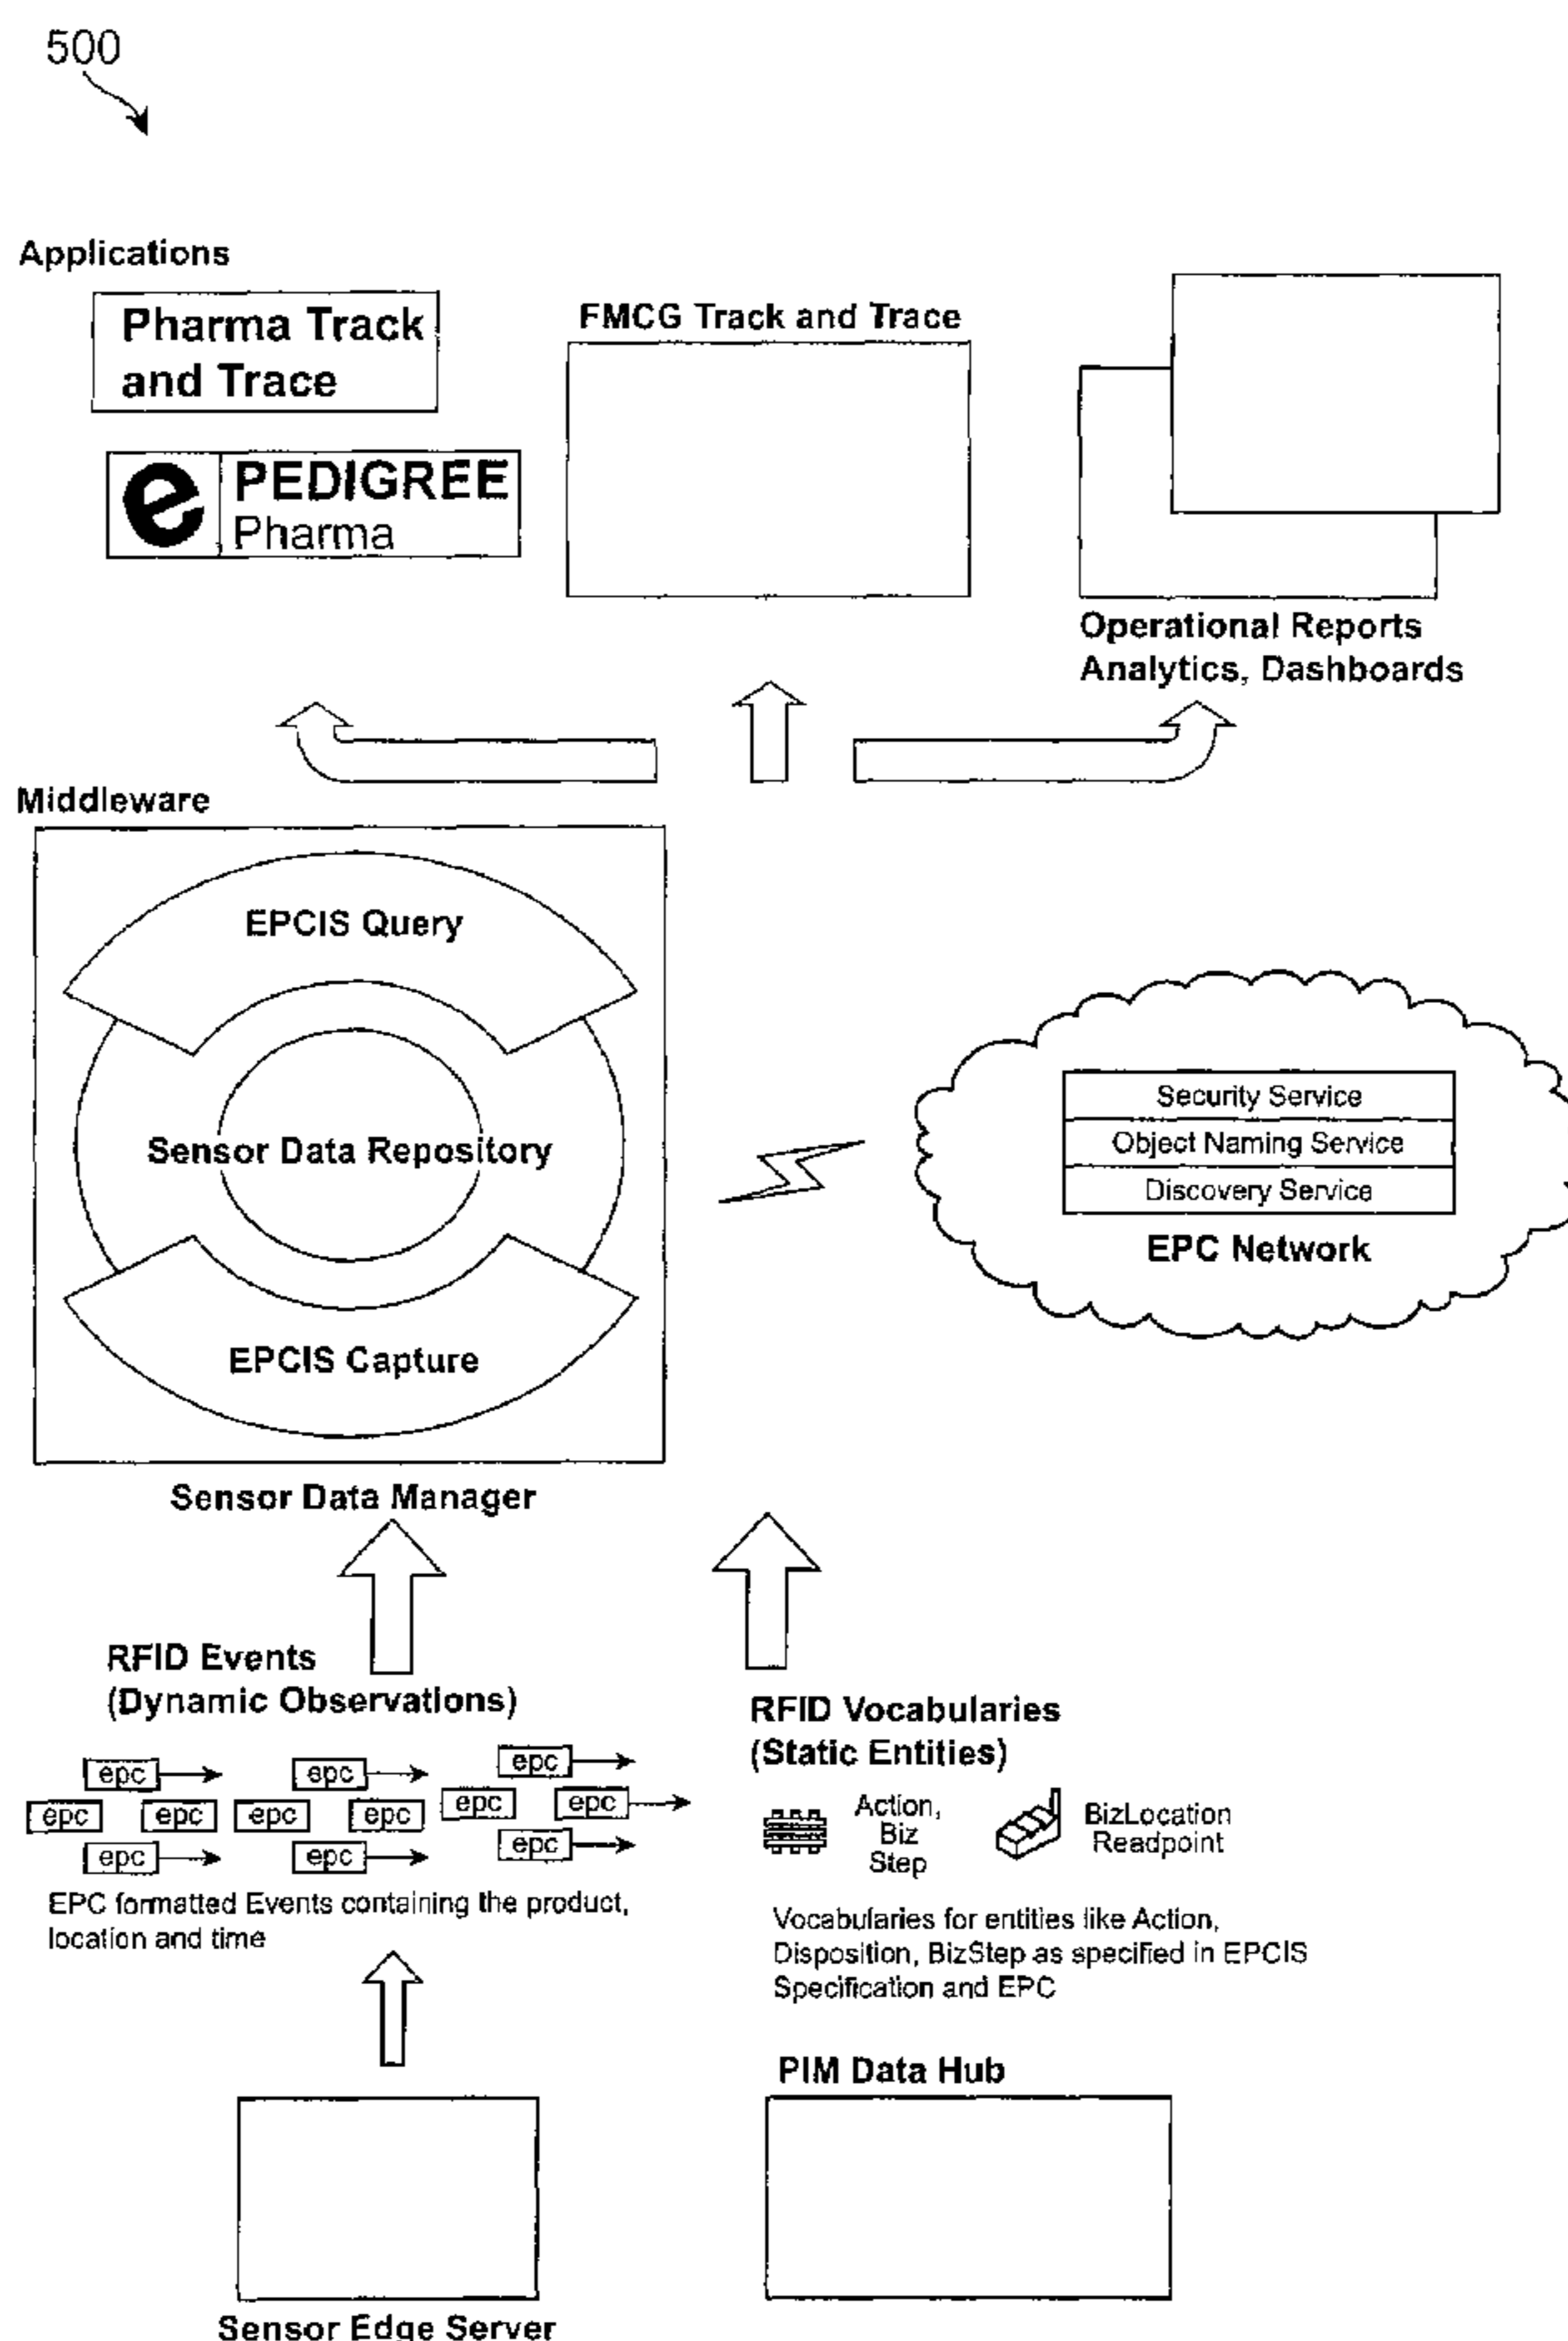 500
Applications
Pharma Track
and Trace
e PEDIGREE
Pharma
FMCG Track and Trace
Operational Reports
Analytics, Dashboards
Middleware
EPCIS Query
Sensor Data Repository
EPCIS Capture
Sensor Data Manager
Security Service
Object Naming Service
Discovery Service
EPC Network
RFID Events
(Dynamic Observations)
epc epc epc
epc epc epc epc epc epc
epc epc epc
EPC formatted Events containing the product,
location and time
RFID Vocabularies
(Static Entities)
Action,
Biz
Step
BizLocation
Readpoint
Vocabularies for entities like Action,
Disposition, BizStep as specified in EPCIS
Specification and EPC
PIM Data Hub
Sensor Edge Server